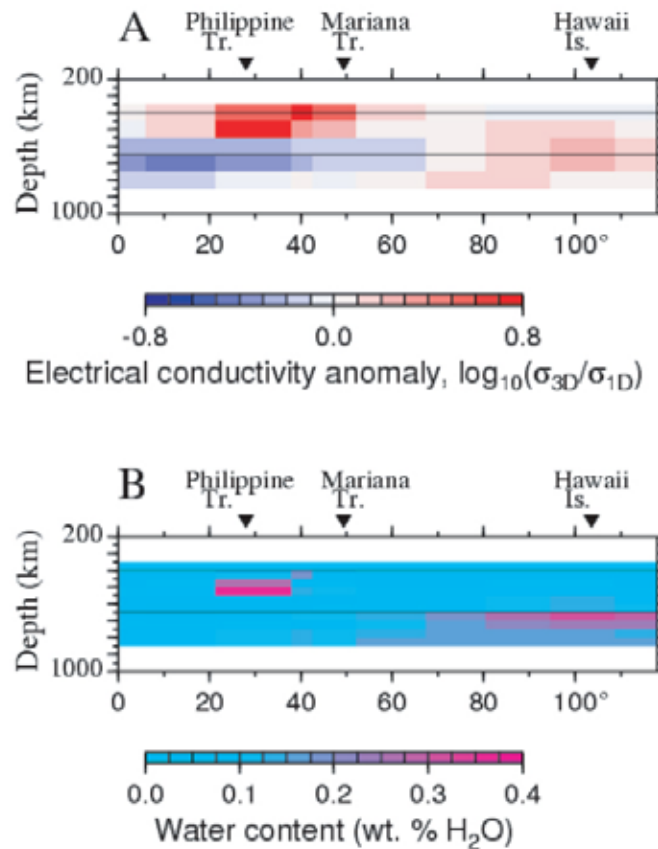 A
Philippine Mariana Hawaii
Tr. Tr. Is.
200
Depth (km)
1000
0 20 40 60 80 100°
-0.8 0.0 0.8
Electrical conductivity anomaly, log10(σ3D/σ1D)
B
Philippine Mariana Hawaii
Tr. Tr. Is.
200
Depth (km)
1000
0 20 40 60 80 100°
0.0 0.1 0.2 0.3 0.4
Water content (wt. % H2O)